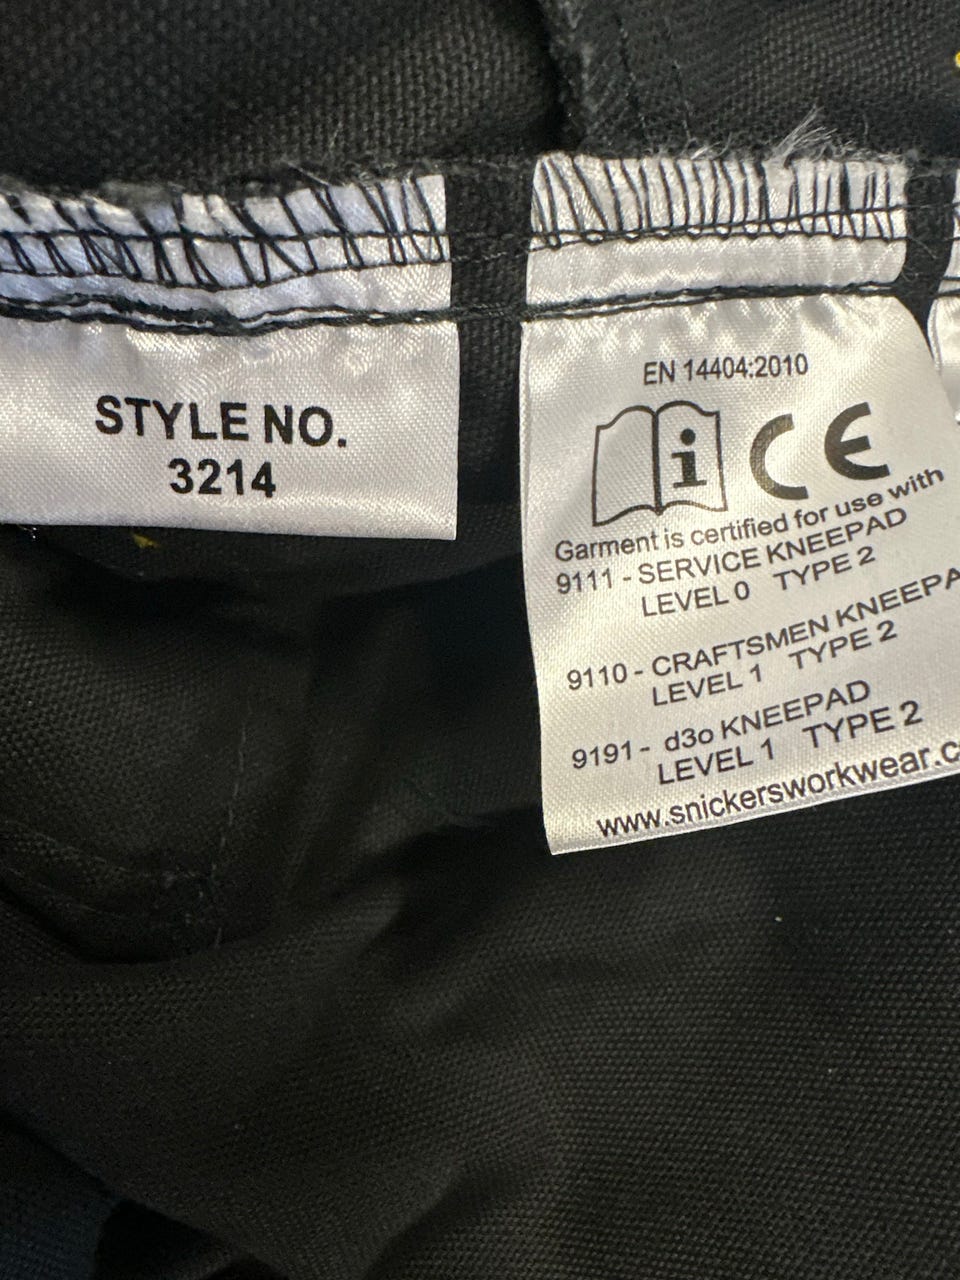 STYLE NO.
3214
EN 14404:2010
i CE
Garment is certified for use with
9111 - SERVICE KNEEPAD
LEVEL 0 TYPE 2
9110 - CRAFTSMEN KNEEPA
LEVEL 1 TYPE 2
9191 - d3o KNEEPAD
LEVEL 1 TYPE 2
www.snickersworkwear.c